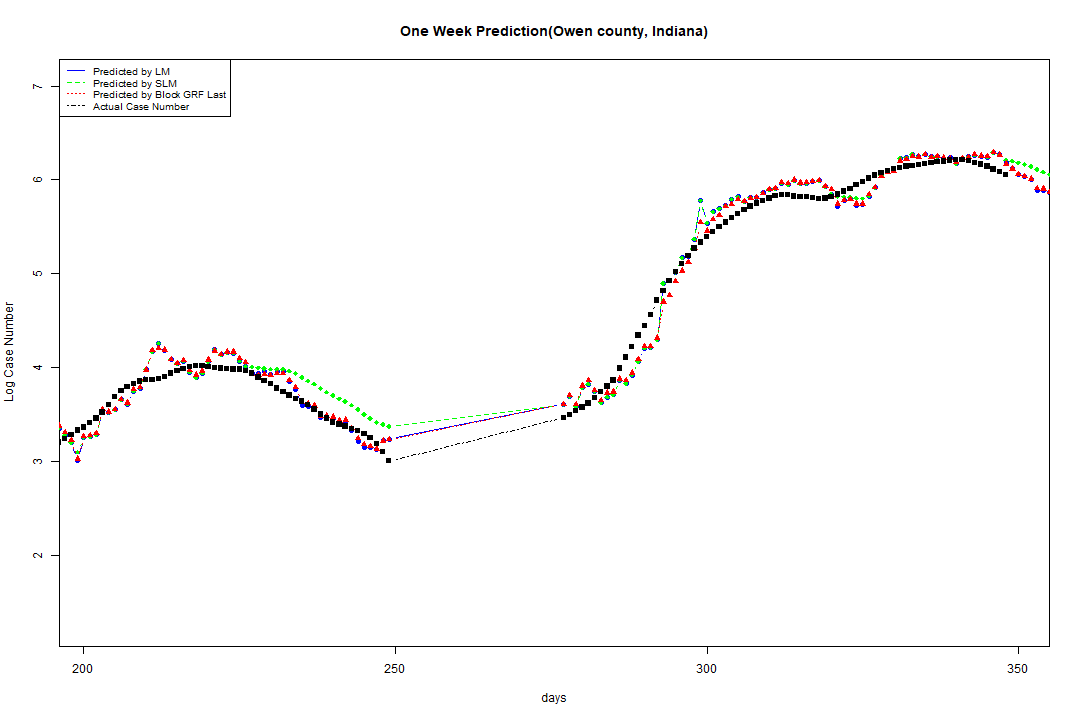 One Week Prediction(Owen county, Indiana)
Predicted by LM
Predicted by SLM
Predicted by Block GRF Last
Actual Case Number
7
6
5
4
3
2
Log Case Number
200
250
300
350
days